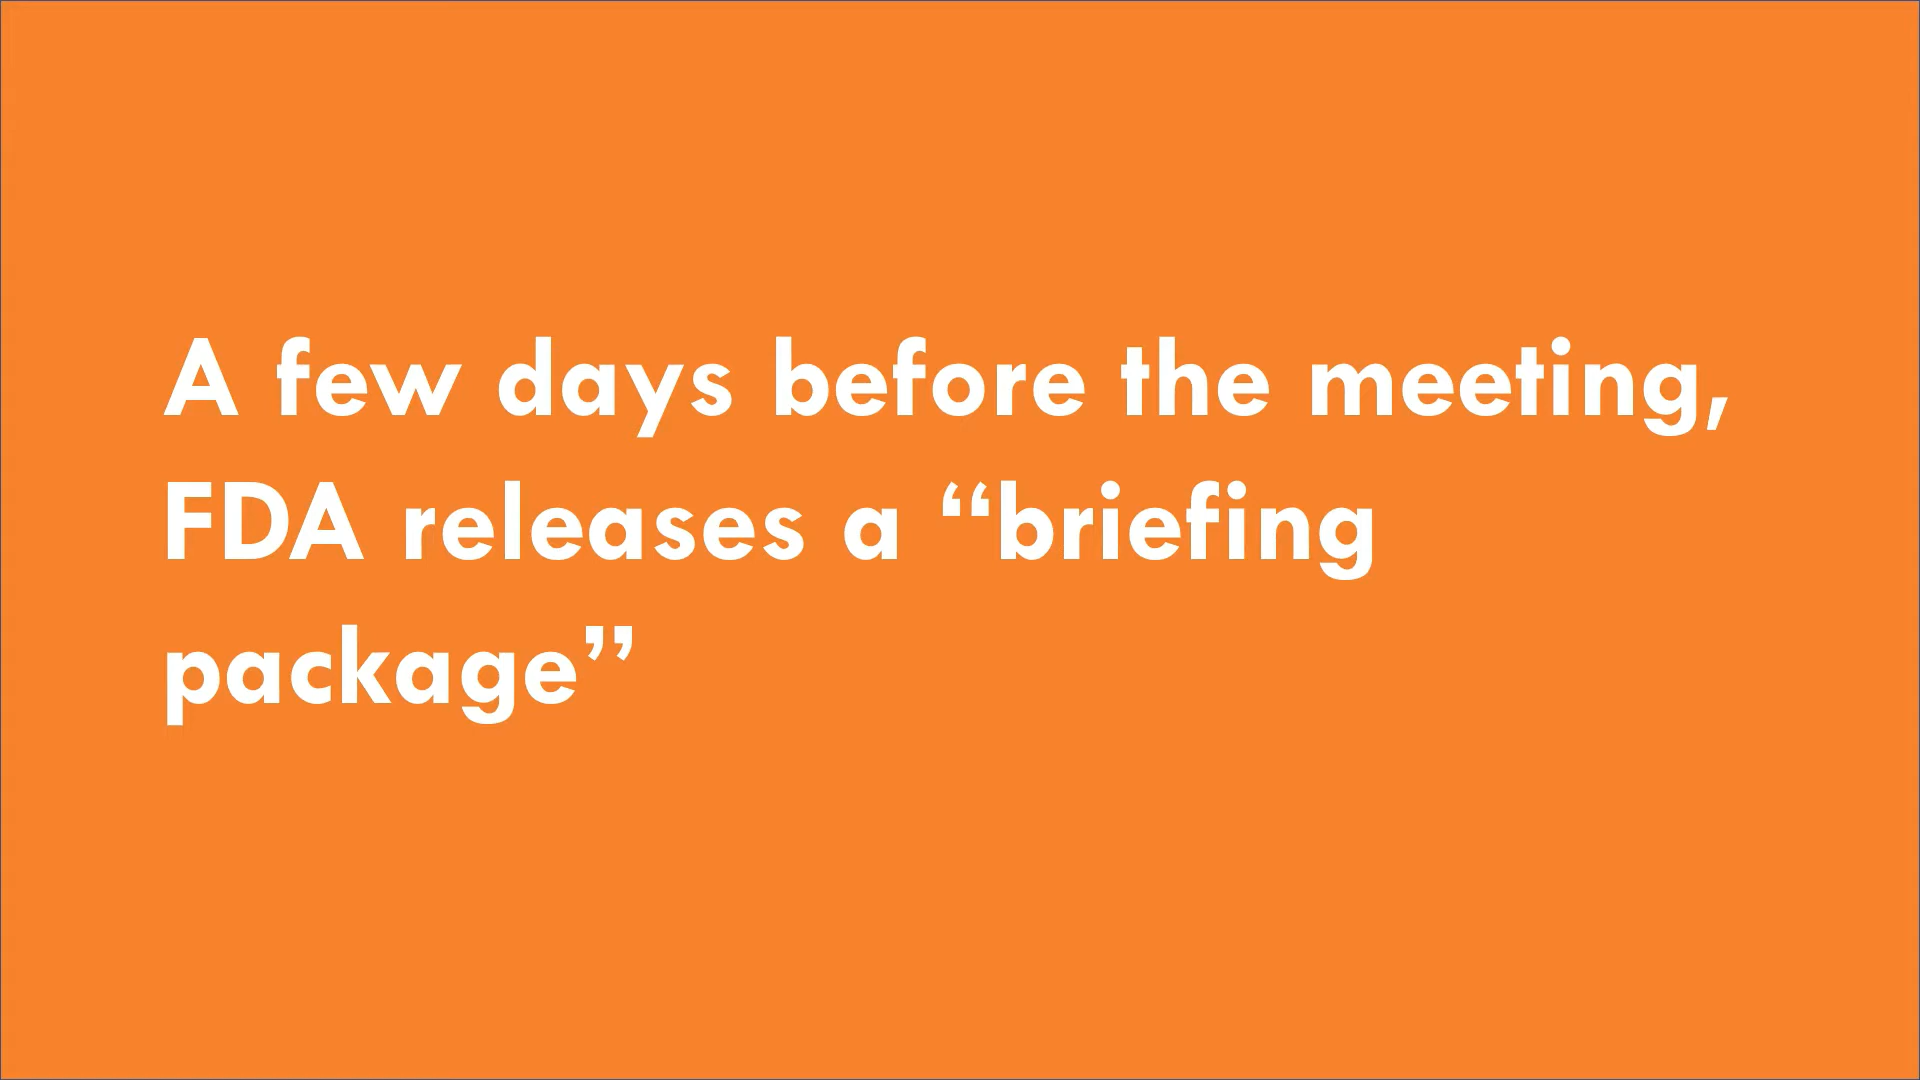 A few days before the meeting,
FDA releases a “briefing
package”